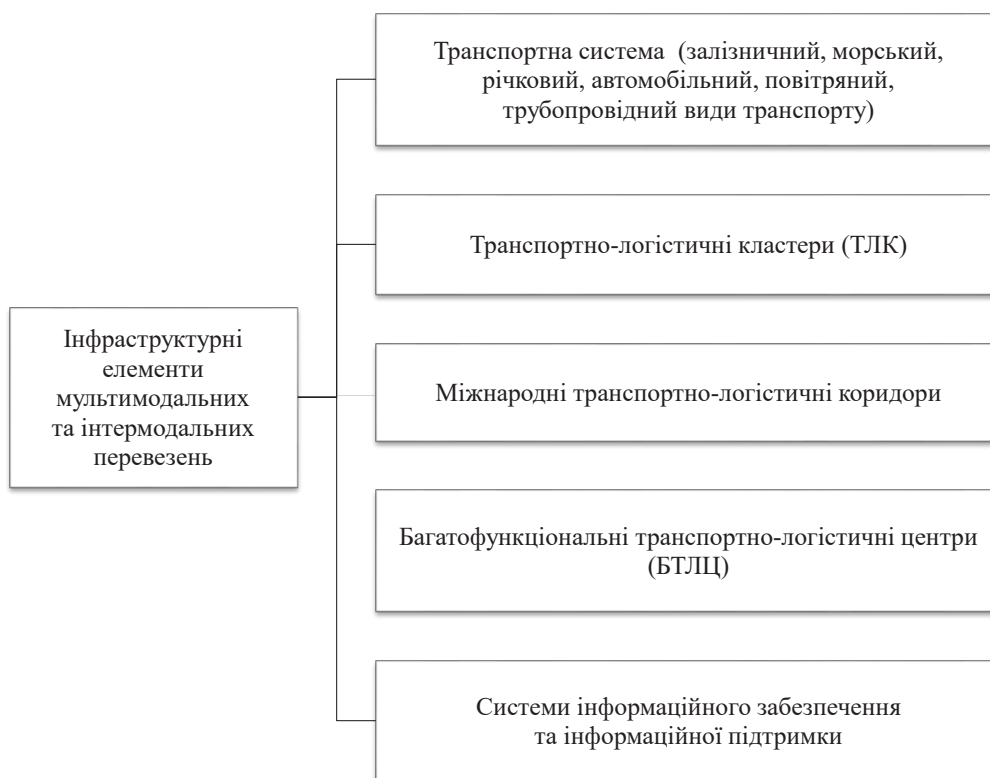 Транспортна система (залізничний, морський,
річковий, автомобільний, повітряний,
трубопровідний види транспорту)
Транспортно-логістичні кластери (ТЛК)
Інфраструктурні
елементи
мультимодальних
та інтермодальних
перевезень
Міжнародні транспортно-логістичні коридори
Багатофункціональні транспортно-логістичні центри
(БТЛЦ)
Системи інформаційного забезпечення
та інформаційної підтримки